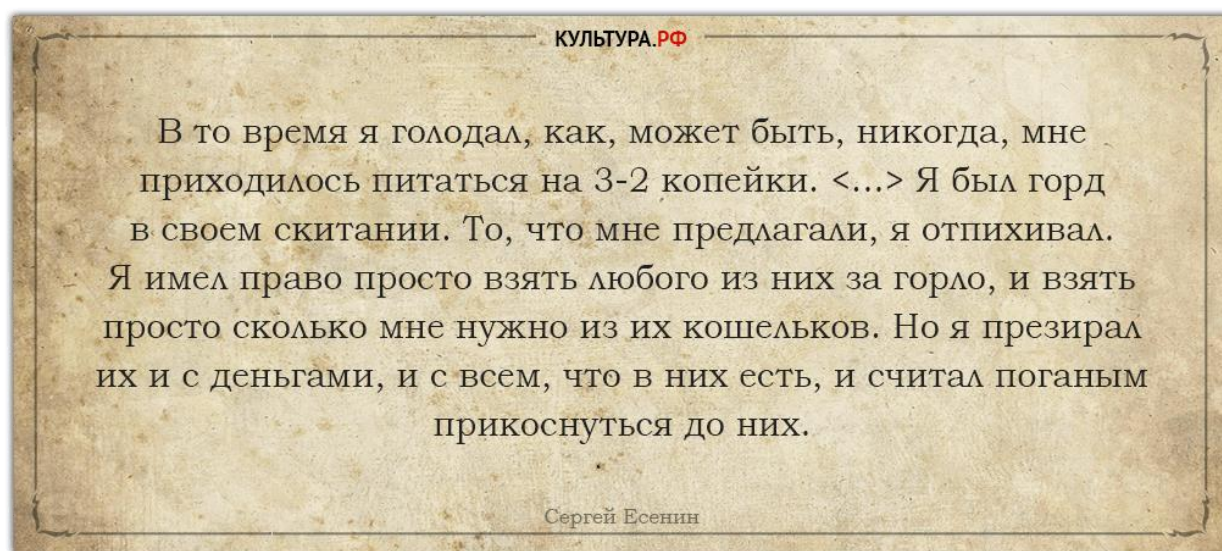 КУЛЬТУРА.РФ
В то время я голодал, как, может быть, никогда, мне
приходилось питаться на 3-2 копейки. <...> Я был горд
в своем скитании. То, что мне предлагали, я отпихивал.
Я имел право просто взять любого из них за горло, и взять
просто сколько мне нужно из их кошельков. Но я презирал
их и с деньгами, и с всем, что в них есть, и считал поганым
прикоснуться до них.
Сергей Есенин